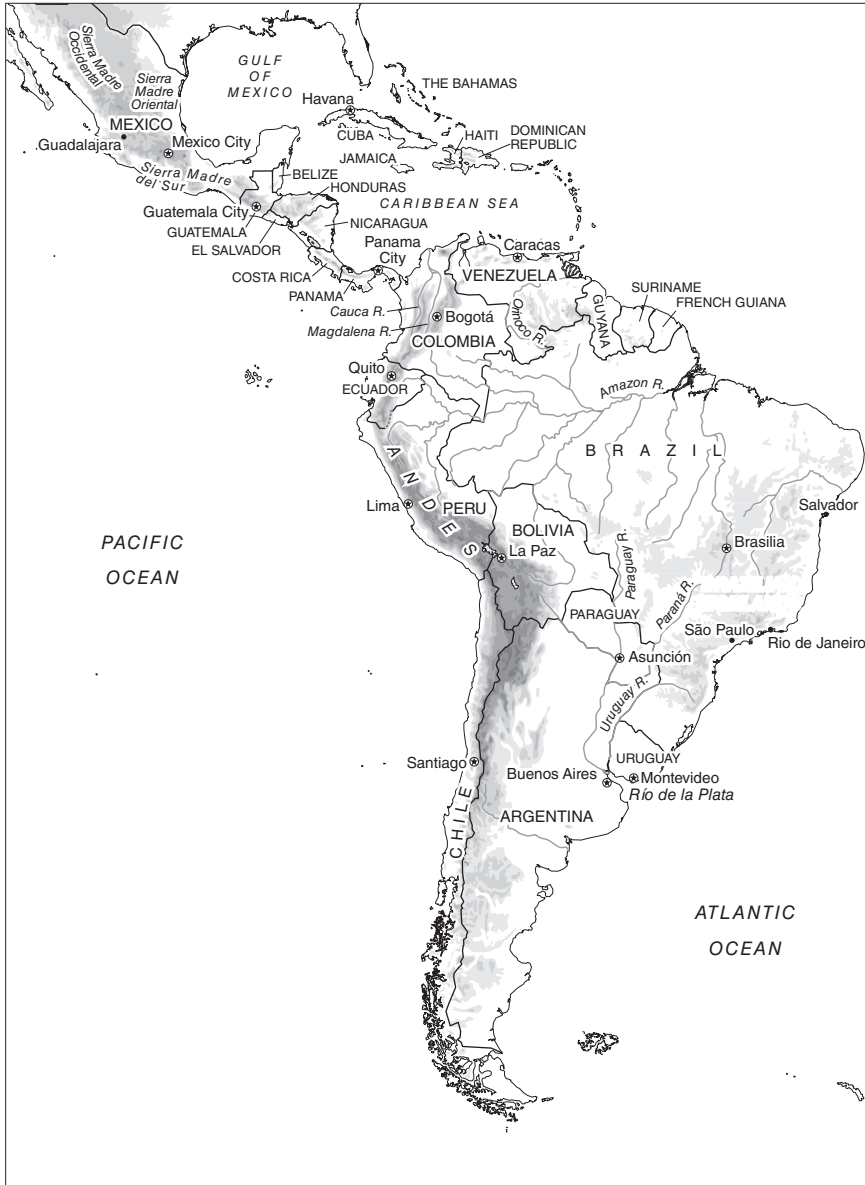 Sierra Madre
Occidental
Sierra
Madre
Oriental
GULF
OF
MEXICO
THE BAHAMAS
Havana
MEXICO
Guadalajara
Mexico City
CUBA
HAITI
DOMINICAN
REPUBLIC
JAMAICA
Sierra Madre
del Sur
BELIZE
HONDURAS
CARIBBEAN SEA
Guatemala City
GUATEMALA
NICARAGUA
EL SALVADOR
Panama
City
Caracas
COSTA RICA
PANAMA
VENEZUELA
SURINAME
FRENCH GUIANA
GUYANA
Cauca R.
Magdalena R.
Bogotá
Orinoco R.
COLOMBIA
Quito
ECUADOR
Amazon R.
BRAZIL
ANDES
Lima
PERU
Salvador
BOLIVIA
La Paz
Brasilia
PACIFIC
OCEAN
Paraguay R.
PARAGUAY
Paraná R.
São Paulo
Rio de Janeiro
Asunción
Uruguay R.
Santiago
URUGUAY
Buenos Aires
Montevideo
Río de la Plata
CHILE
ARGENTINA
ATLANTIC
OCEAN